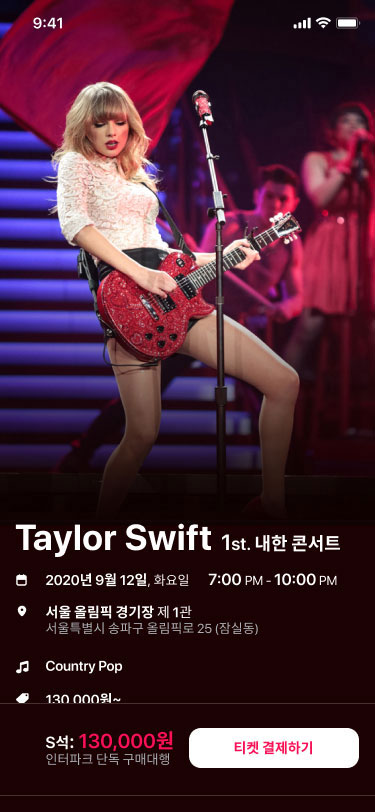 9:41
Taylor Swift 1st. 내한 콘서트
2020년 9월 12일, 화요일 7:00 PM - 10:00 PM
서울 올림픽 경기장 제 1관
서울특별시 송파구 올림픽로 25 (잠실동)
Country Pop
130,000원~
S석: 130,000원
인터파크 단독 구매대행
티켓 결제하기